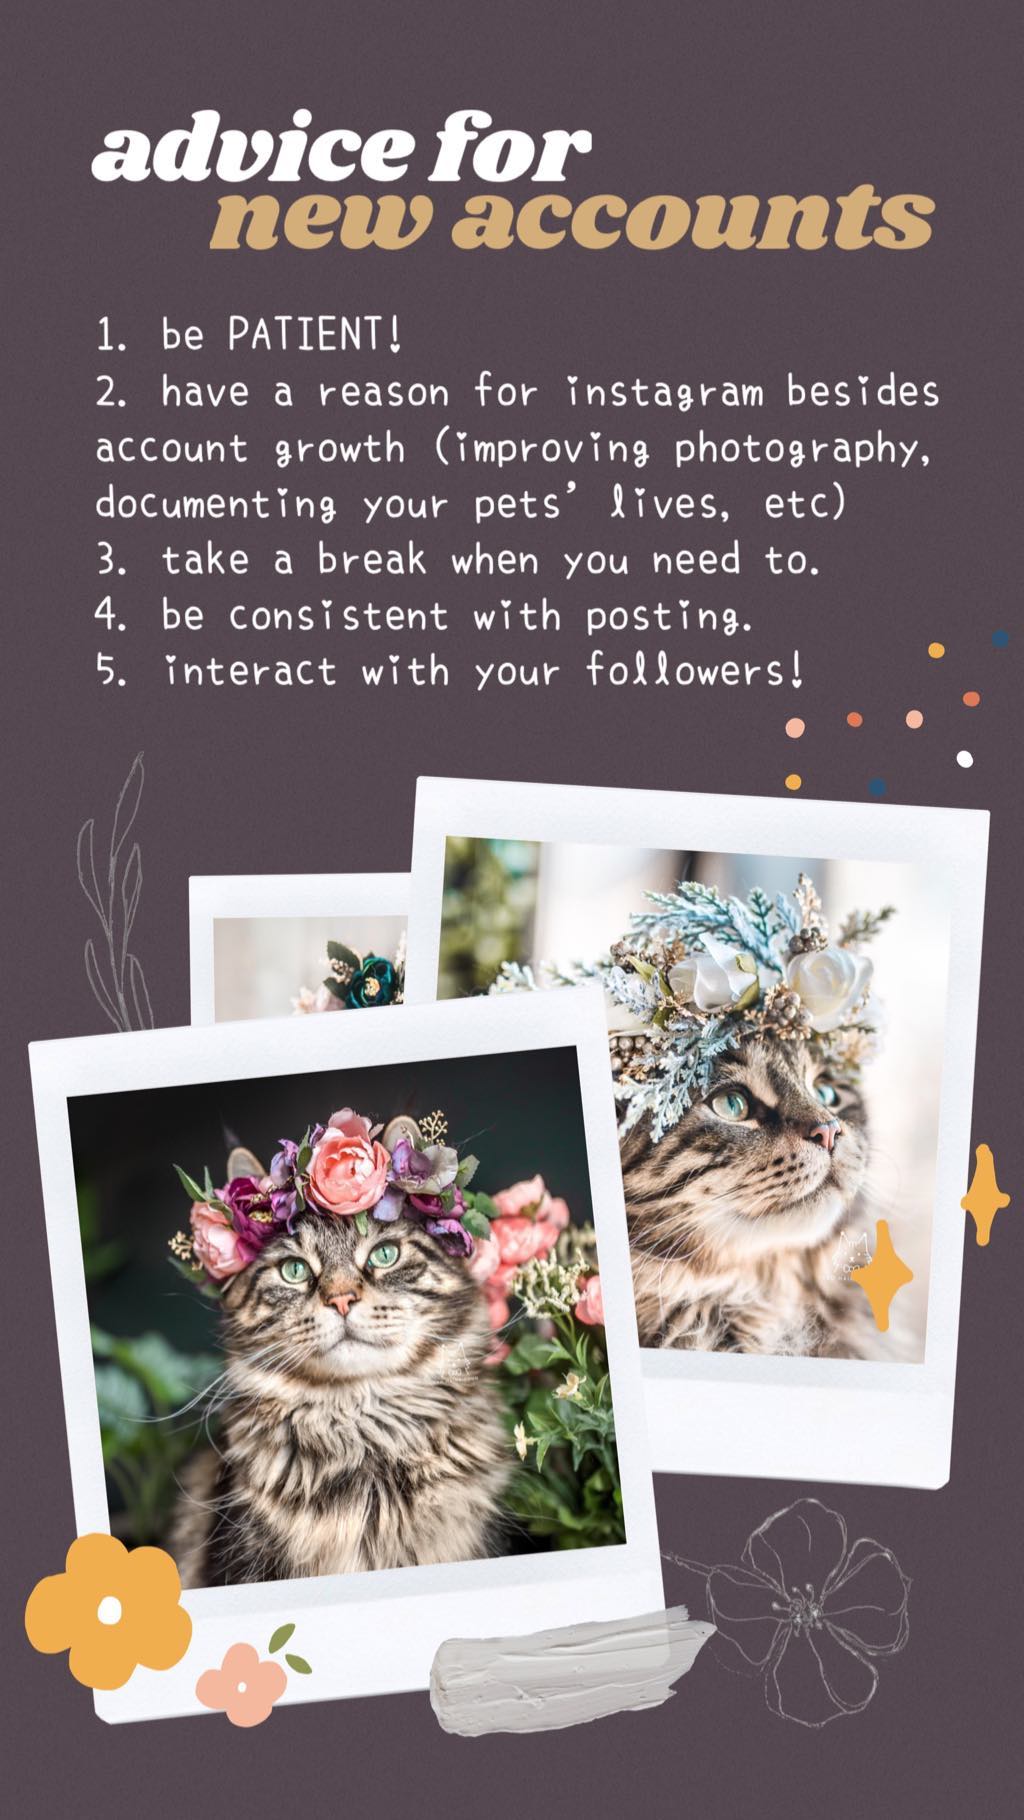 advice for
new accounts
1. be PATIENT!
2. have a reason for instagram besides
account growth (improving photography,
documenting your pets’ lives, etc)
3. take a break when you need to.
4. be consistent with posting.
5. interact with your followers!